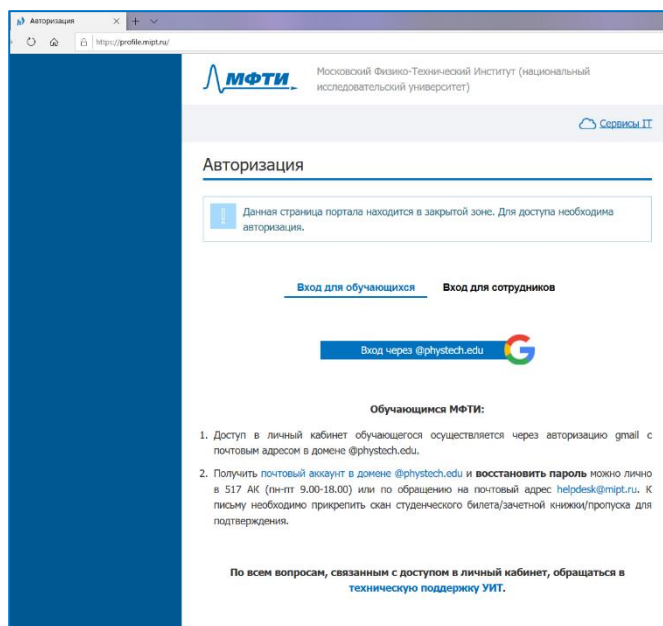 Авторизация
https://profile.mipt.ru/
МФТИ
Московский Физико-Технический Институт (национальный
исследовательский университет)
Сервисы IT
Авторизация
Данная страница портала находится в закрытой зоне. Для доступа необходима
авторизация.
Вход для обучающихся Вход для сотрудников
Вход через @phystech.edu
Обучающимся МФТИ:
1. Доступ в личный кабинет обучающегося осуществляется через авторизацию gmail с
почтовым адресом в домене @phystech.edu.
2. Получить почтовый аккаунт в домене @phystech.edu и восстановить пароль можно лично
в 517 АК (пн-пт 9.00-18.00) или по обращению на почтовый адрес helpdesk@mipt.ru. К
письму необходимо прикрепить скан студенческого билета/зачетной книжки/пропуска для
подтверждения.
По всем вопросам, связанным с доступом в личный кабинет, обращаться в
техническую поддержку УИТ.